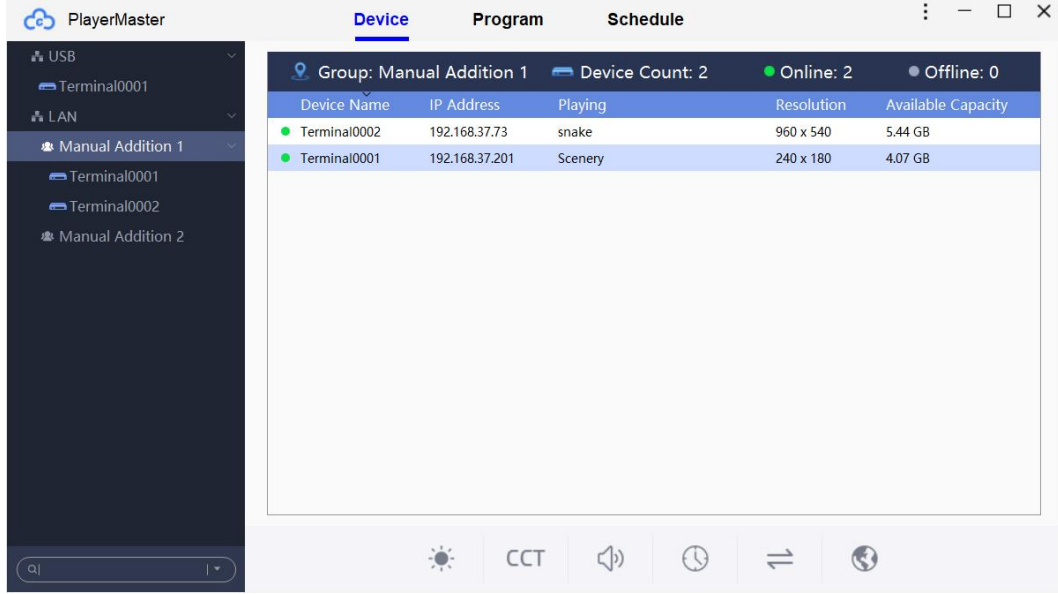 PlayerMaster
Device Program Schedule
USB
Terminal0001
LAN
Manual Addition 1
Terminal0001
Terminal0002
Manual Addition 2
Group: Manual Addition 1 Device Count: 2 Online: 2 Offline: 0
Device Name IP Address Playing Resolution Available Capacity
Terminal0002 192.168.37.73 snake 960 x 540 5.44 GB
Terminal0001 192.168.37.201 Scenery 240 x 180 4.07 GB
CCT